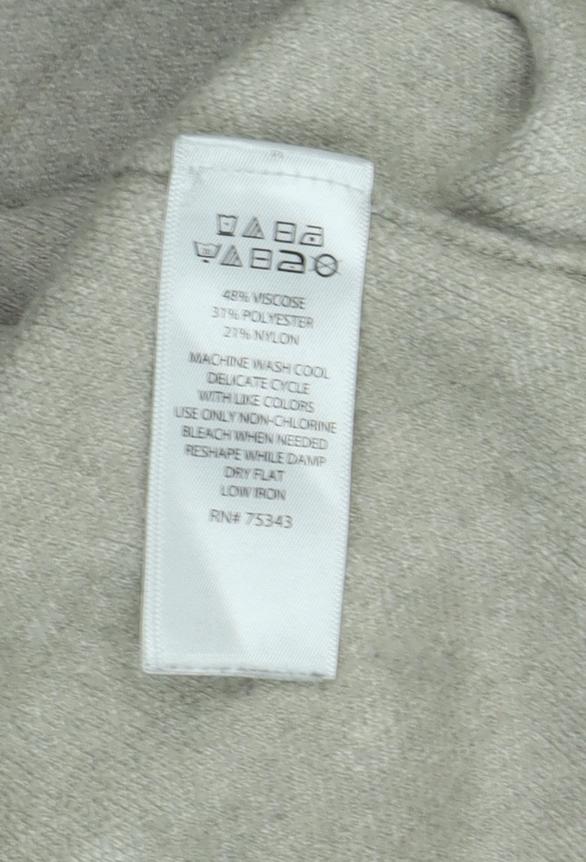 48% VISCOSE
31% POLYESTER
21% NYLON
MACHINE WASH COOL
DELICATE CYCLE
WITH LIKE COLORS
USE ONLY NON-CHLORINE
BLEACH WHEN NEEDED
RESHAPE WHILE DAMP
DRY FLAT
LOW IRON
RN# 75343